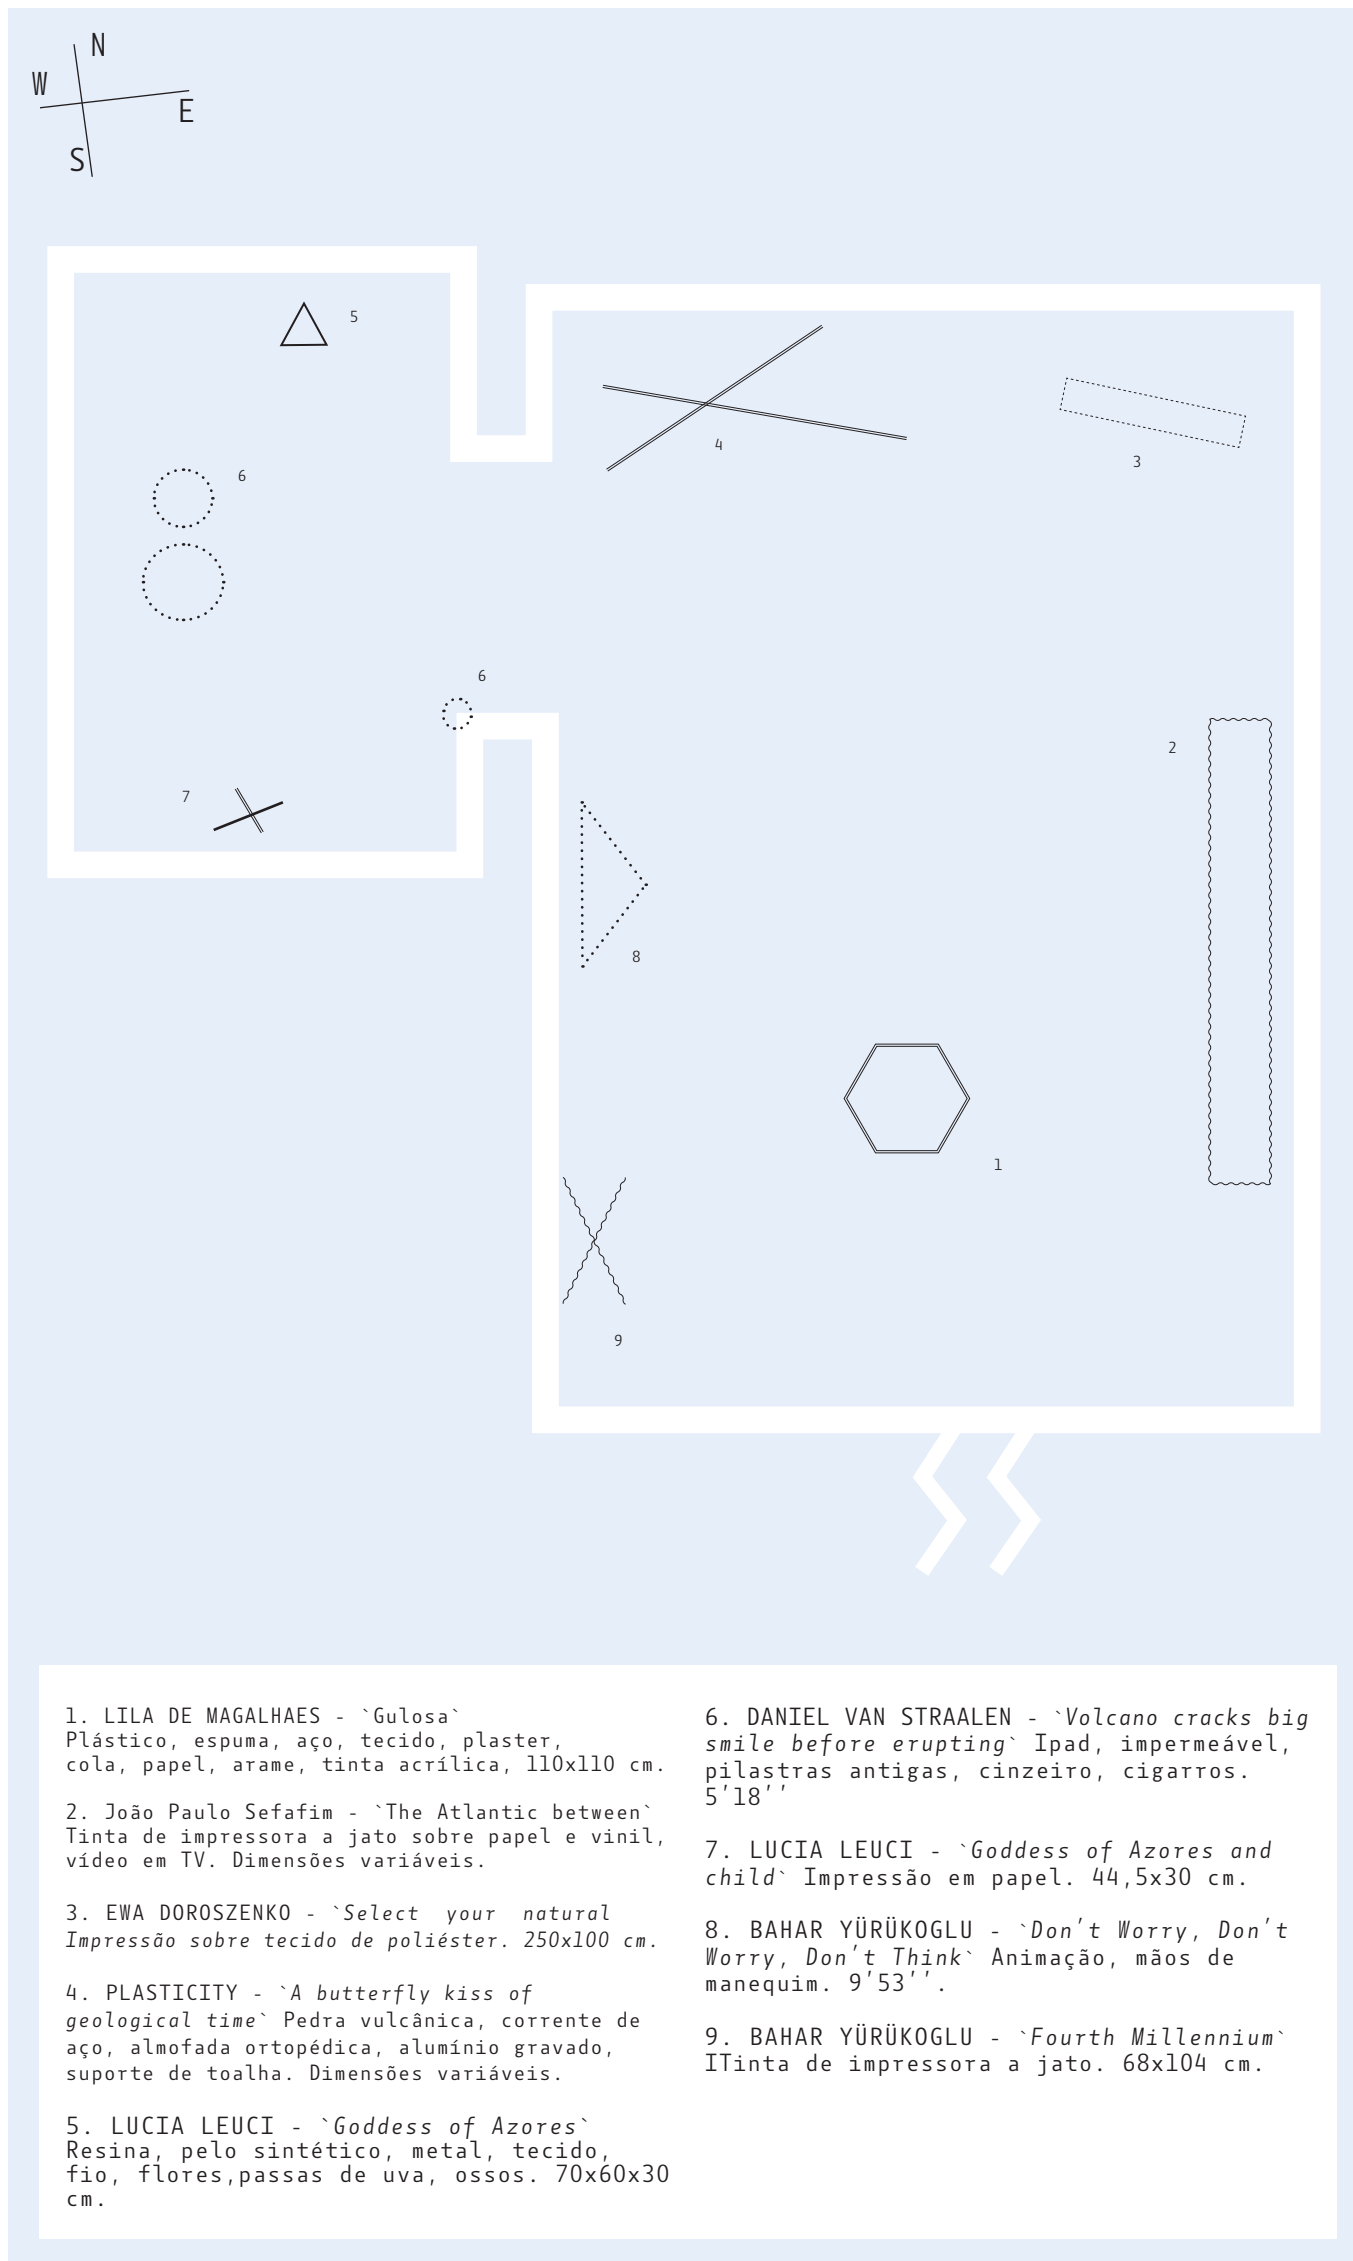 N
W
E
S
5
4
3
6
6
2
7
8
1
9
1. LILA DE MAGALHAES - `Gulosa`
Plástico, espuma, aço, tecido, plaster,
cola, papel, arame, tinta acrílica, 110x110 cm.
2. João Paulo Sefafim - `The Atlantic between`
Tinta de impressora a jato sobre papel e vinil,
vídeo em TV. Dimensões variáveis.
3. EWA DOROSZENKO - `Select your natural
Impressão sobre tecido de poliéster. 250x100 cm.
4. PLASTICITY - `A butterfly kiss of
geological time` Pedra vulcânica, corrente de
aço, almofada ortopédica, alumínio gravado,
suporte de toalha. Dimensões variáveis.
5. LUCIA LEUCI - `Goddess of Azores`
Resina, pelo sintético, metal, tecido,
fio, flores,passas de uva, ossos. 70x60x30
cm.
6. DANIEL VAN STRAALEN - `Volcano cracks big
smile before erupting` Ipad, impermeável,
pilastras antigas, cinzeiro, cigarros.
5'18''
7. LUCIA LEUCI - `Goddess of Azores and
child` Impressão em papel. 44,5x30 cm.
8. BAHAR YÜRÜKOGLU - `Don't Worry, Don't
Worry, Don't Think` Animação, mãos de
manequim. 9'53''.
9. BAHAR YÜRÜKOGLU - `Fourth Millennium`
ITinta de impressora a jato. 68x104 cm.